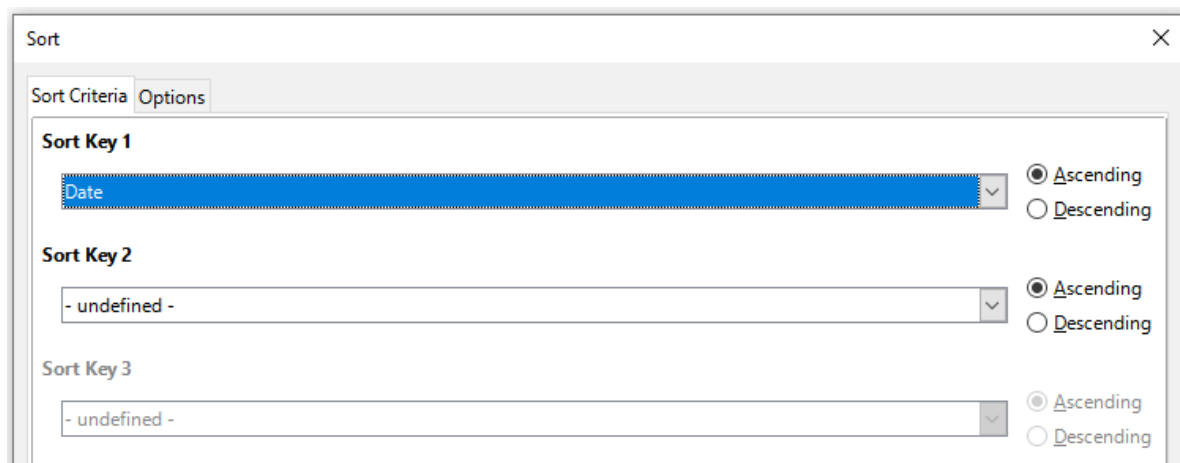 Sort
Sort Criteria Options
Sort Key 1
Date
Ascending
Descending
Sort Key 2
- undefined -
Ascending
Descending
Sort Key 3
- undefined -
Ascending
Descending